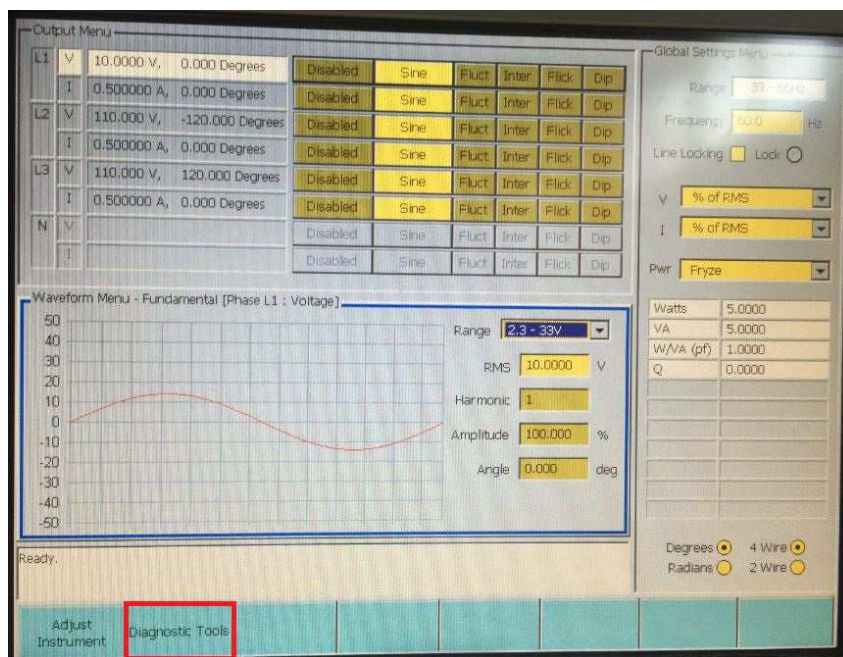 Output Menu
L1 V 10.0000 V, 0.000 Degrees Disabled Sine Fluct Inter Flick Dip
I 0.500000 A, 0.000 Degrees Disabled Sine Fluct Inter Flick Dip
L2 V 110.000 V, -120.000 Degrees Disabled Sine Fluct Inter Flick Dip
I 0.500000 A, 0.000 Degrees Disabled Sine Fluct Inter Flick Dip
L3 V 110.000 V, 120.000 Degrees Disabled Sine Fluct Inter Flick Dip
I 0.500000 A, 0.000 Degrees Disabled Sine Fluct Inter Flick Dip
N V Disabled Sine Fluct Inter Flick Dip
I Disabled Sine Fluct Inter Flick Dip
Global Settings Menu
Range
Frequency 60.0 Hz
Line Locking Lock
V % of RMS
I % of RMS
Pwr Fryze
Watts 5.0000
VA 5.0000
W/VA (pf) 1.0000
Q 0.0000
Degrees 4 Wire
Radians 2 Wire
Waveform Menu - Fundamental [Phase L1 : Voltage]
50
40
30
20
10
0
-10
-20
-30
-40
-50
Range 2.3 - 33V
RMS 10.0000 V
Harmonic 1
Amplitude 100.000 %
Angle 0.000 deg
Ready.
Adjust
Instrument
Diagnostic Tools